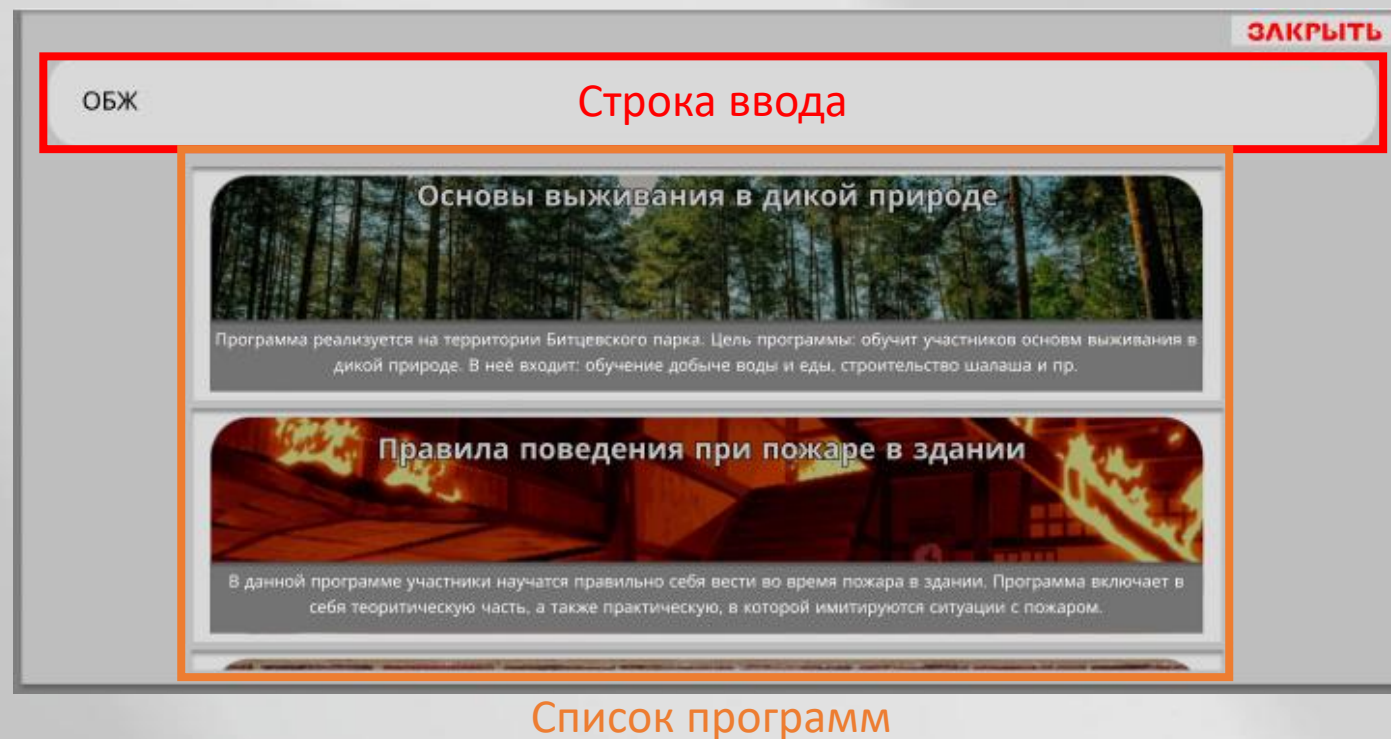 ЗАКРЫТЬ
ОБЖ
Строка ввода
Основы выживания в дикой природе
Программа реализуется на территории Битцевского парка. Цель программы: обучит участников основм выживания в
дикой природе. В неё входит: обучение добыче воды и еды, строительство шалаша и пр.
Правила поведения при пожаре в здании
В данной программе участники научатся правильно себя вести во время пожара в здании. Программа включает в
себя теоритическую часть, а также практическую, в которой имитируются ситуации с пожаром.
Список программ